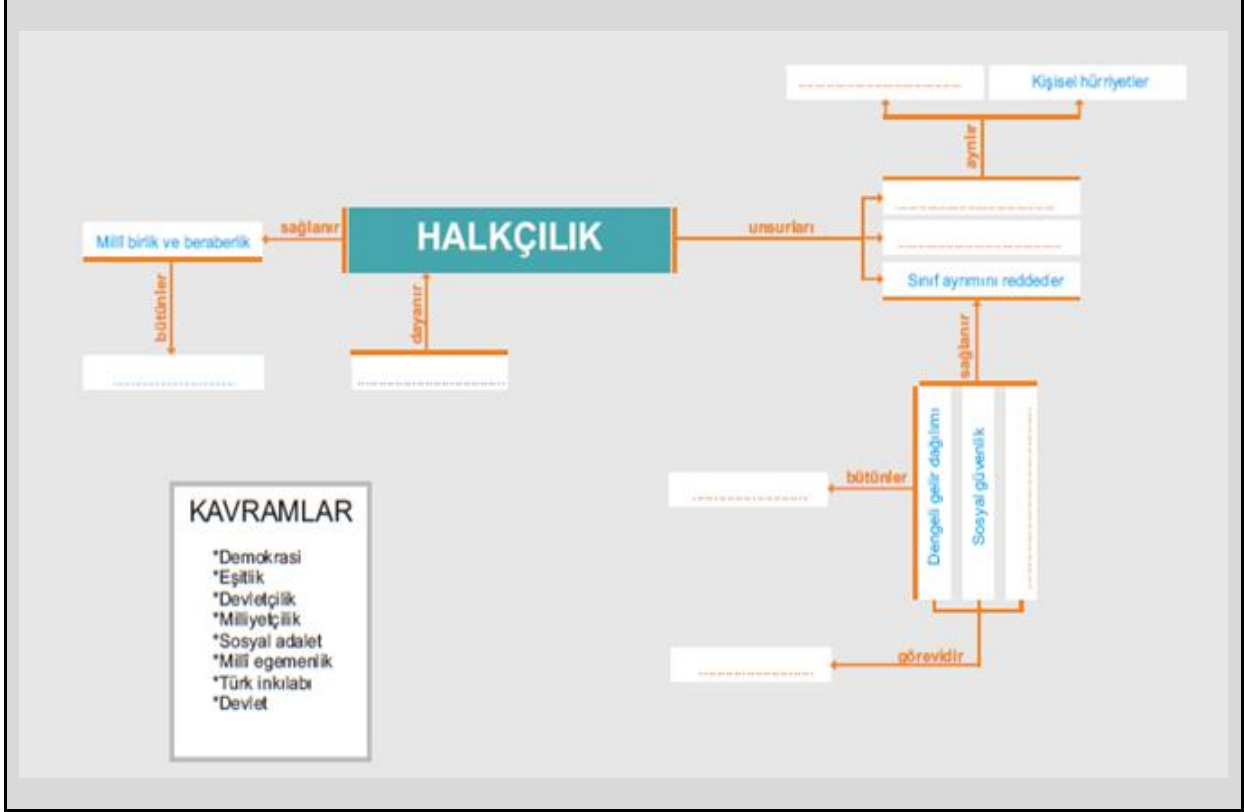 Kişisel hürriyetler
ayrılır
sağlanır
HALKÇILIK
unsurları
Millî birlik ve beraberlik
Sınıf ayrımını reddeder
bütünler
dayanır
sağlanır
Dengeli gelir dağılımı
Sosyal güvenlik
bütünler
görevidir
KAVRAMLAR
*Demokrasi
*Eşitlik
*Devletçilik
*Milliyetçilik
*Sosyal adalet
*Millî egemenlik
*Türk inkılabı
*Devlet